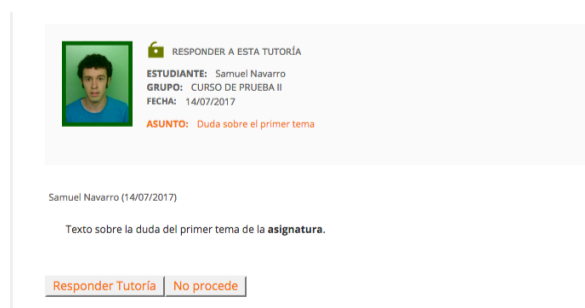 RESPONDER A ESTA TUTORÍA
ESTUDIANTE: Samuel Navarro
GRUPO: CURSO DE PRUEBA II
FECHA: 14/07/2017
ASUNTO: Duda sobre el primer tema
Samuel Navarro (14/07/2017)
Texto sobre la duda del primer tema de la asignatura.
Responder Tutoría No procede